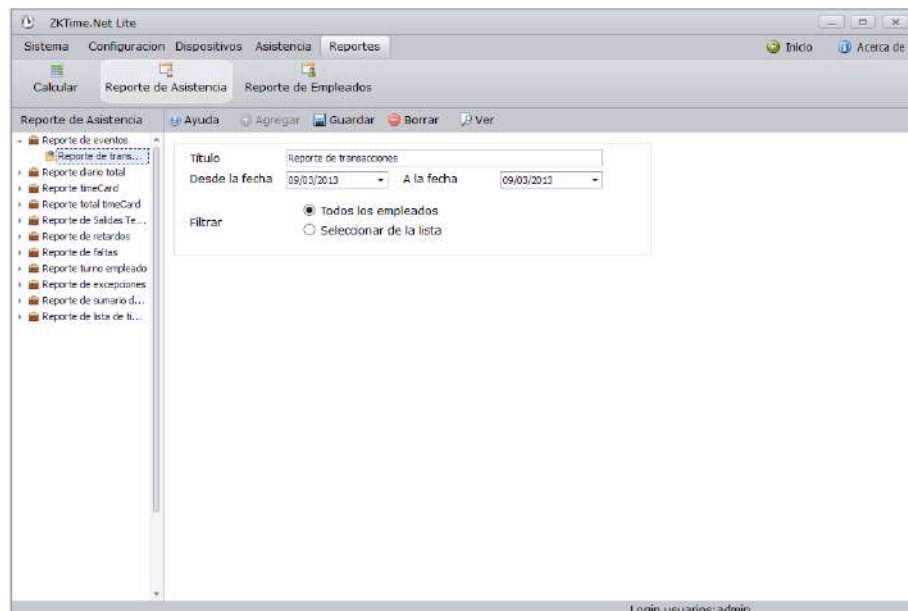 ZKTime.Net Lite
Sistema Configuracion Dispositivos Asistencia Reportes Inicio Acerca de
Calcular Reporte de Asistencia Reporte de Empleados
Reporte de Asistencia Ayuda Agregar Guardar Borrar Ver
Reporte de eventos
Reporte de trans...
Reporte diario total
Reporte timeCard
Reporte total timeCard
Reporte de Salidas Te...
Reporte de retardos
Reporte de faltas
Reporte turno empleado
Reporte de excepciones
Reporte de sumario d...
Reporte de lista de ti...
Título Reporte de transacciones
Desde la fecha 09/03/2013 A la fecha 09/03/2013
Filtrar
Todos los empleados
Seleccionar de la lista
Login usuarios:admin